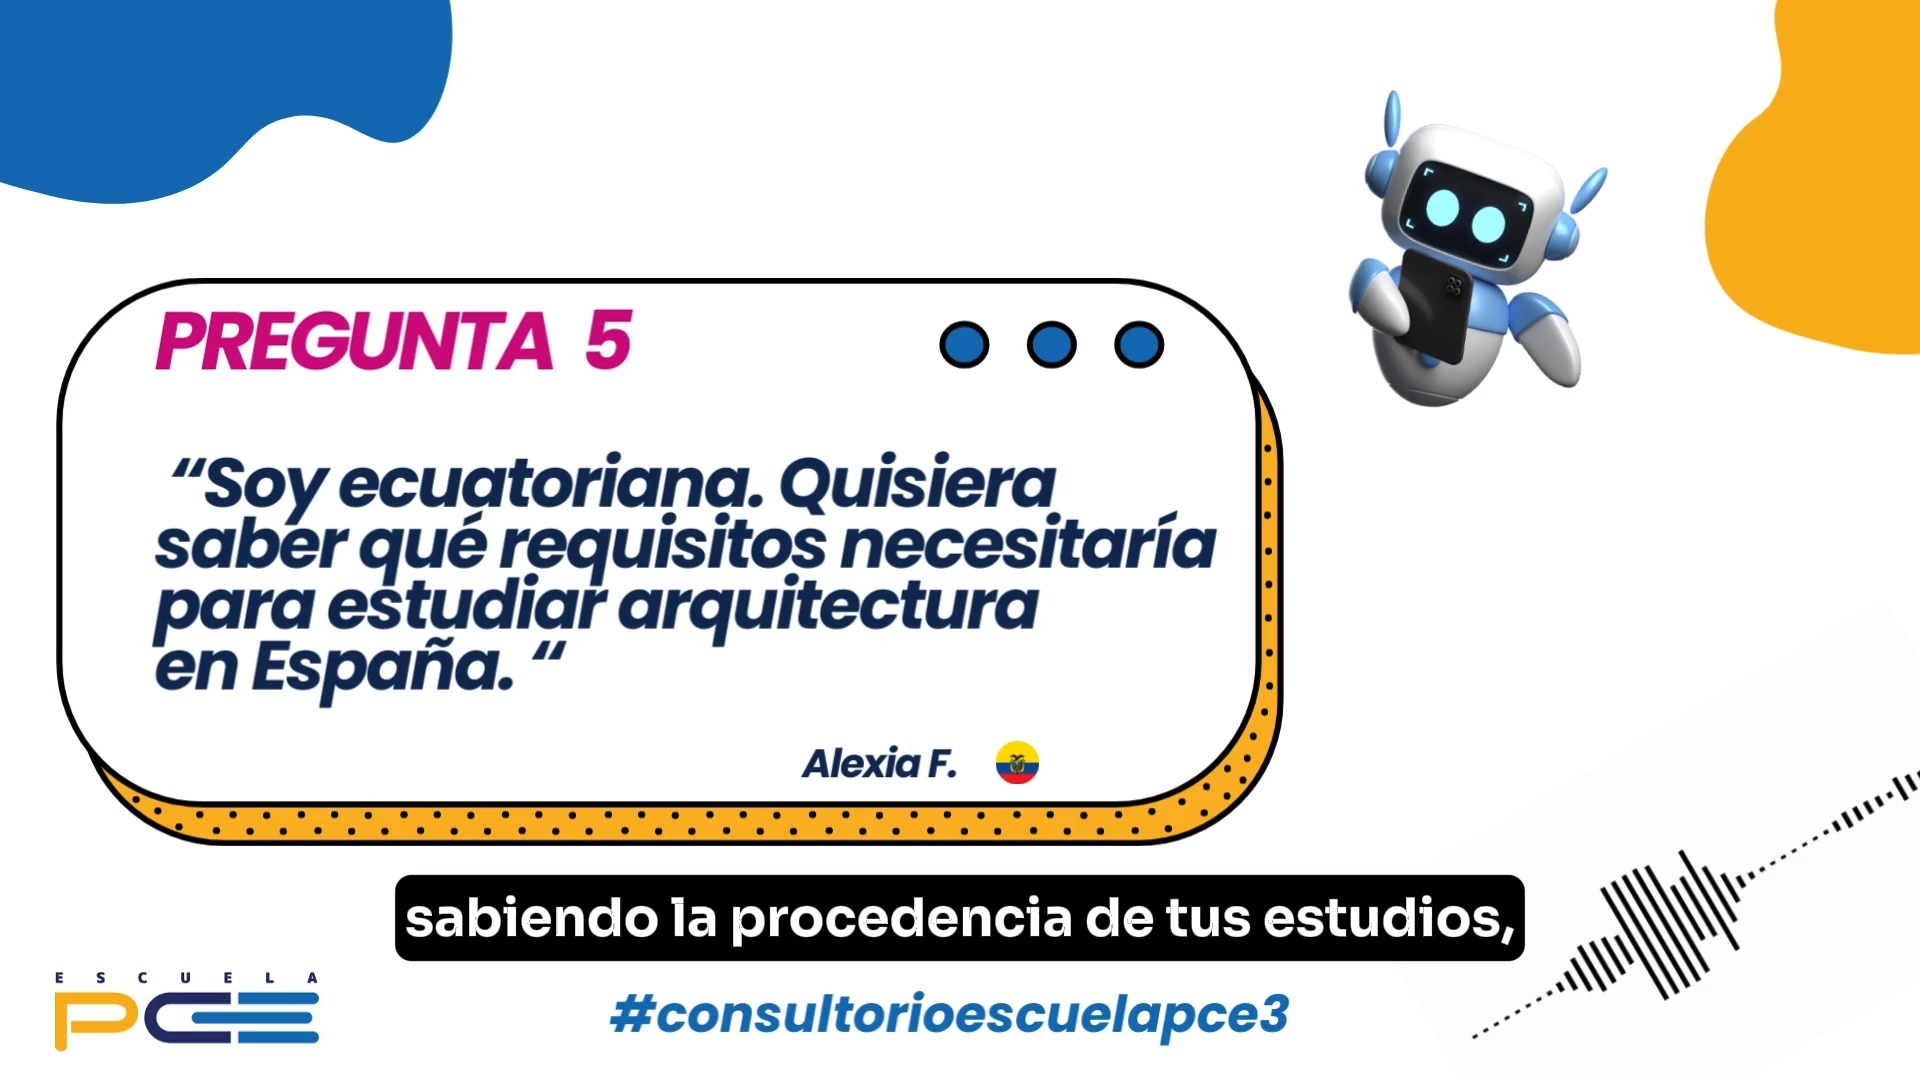 PREGUNTA 5
“Soy ecuatoriana. Quisiera
saber qué requisitos necesitaría
para estudiar arquitectura
en España. “
Alexia F.
sabiendo la procedencia de tus estudios,
ESCUELA
PCE
#consultorioescuelapce3